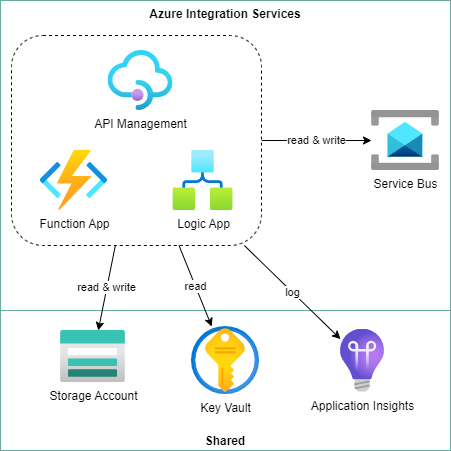 Azure Integration Services
API Management
read & write
Service Bus
Function App
Logic App
read & write
read
log
Storage Account
Key Vault
Application Insights
Shared